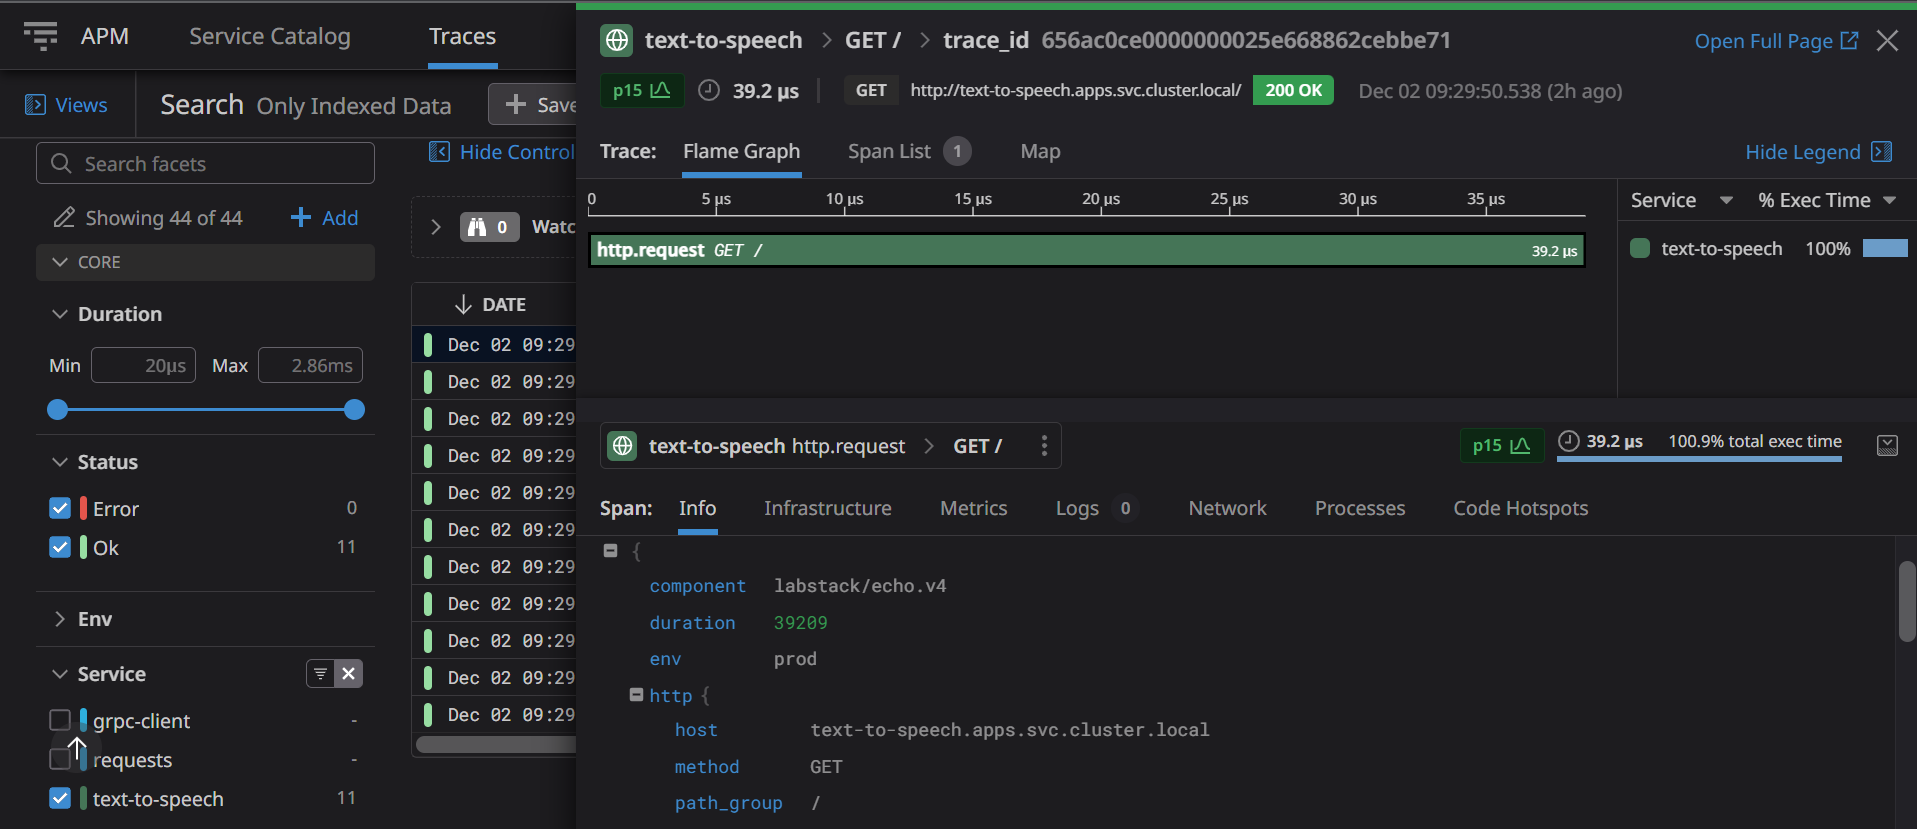 APM
Service Catalog
Traces
Views
Search Only Indexed Data
Save
Search facets
Showing 44 of 44
Add
CORE
Duration
Min 20µs Max 2.86ms
Status
Error 0
Ok 11
Env
Service
grpc-client -
requests -
text-to-speech 11
Hide Control
0 Watc
DATE
Dec 02 09:29
Dec 02 09:29
Dec 02 09:29
Dec 02 09:29
Dec 02 09:29
Dec 02 09:29
Dec 02 09:29
Dec 02 09:29
Dec 02 09:29
Dec 02 09:29
Dec 02 09:29
text-to-speech > GET / > trace_id 656ac0ce0000000025e668862cebbe71
Open Full Page
p15 39.2 µs GET http://text-to-speech.apps.svc.cluster.local/ 200 OK Dec 02 09:29:50.538 (2h ago)
Trace: Flame Graph Span List 1 Map
Hide Legend
0 5 µs 10 µs 15 µs 20 µs 25 µs 30 µs 35 µs
http.request GET / 39.2 µs
Service % Exec Time
text-to-speech 100%
text-to-speech http.request > GET /
p15 39.2 µs 100.9% total exec time
Span: Info Infrastructure Metrics Logs 0 Network Processes Code Hotspots
{
component labstack/echo.v4
duration 39209
env prod
http {
host text-to-speech.apps.svc.cluster.local
method GET
path_group /